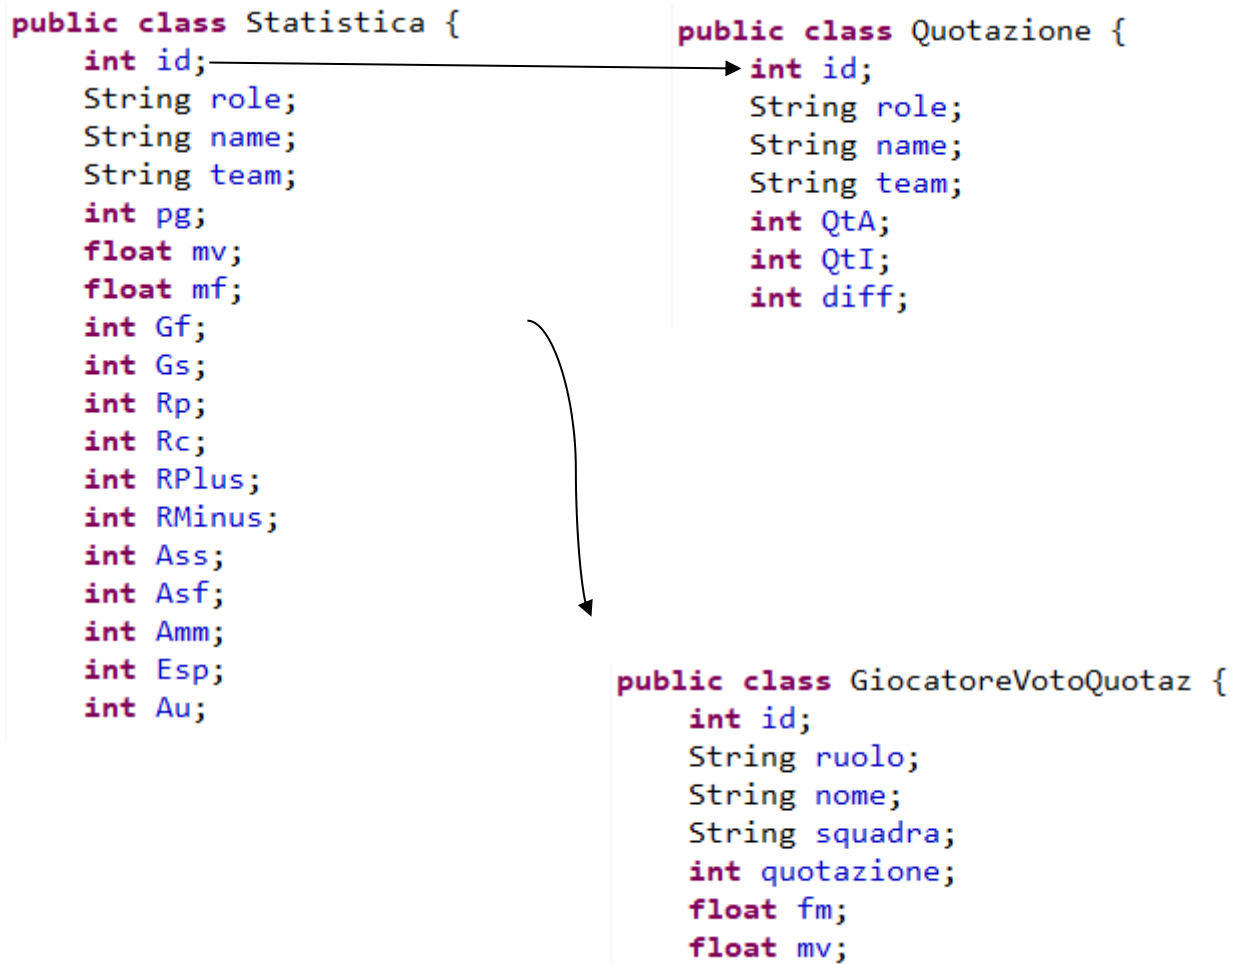 public class Statistica {
int id;
String role;
String name;
String team;
int pg;
float mv;
float mf;
int Gf;
int Gs;
int Rp;
int Rc;
int RPlus;
int RMinus;
int Ass;
int Asf;
int Amm;
int Esp;
int Au;
public class Quotazione {
int id;
String role;
String name;
String team;
int QtA;
int QtI;
int diff;
public class GiocatoreVotoQuotaz {
int id;
String ruolo;
String nome;
String squadra;
int quotazione;
float fm;
float mv;